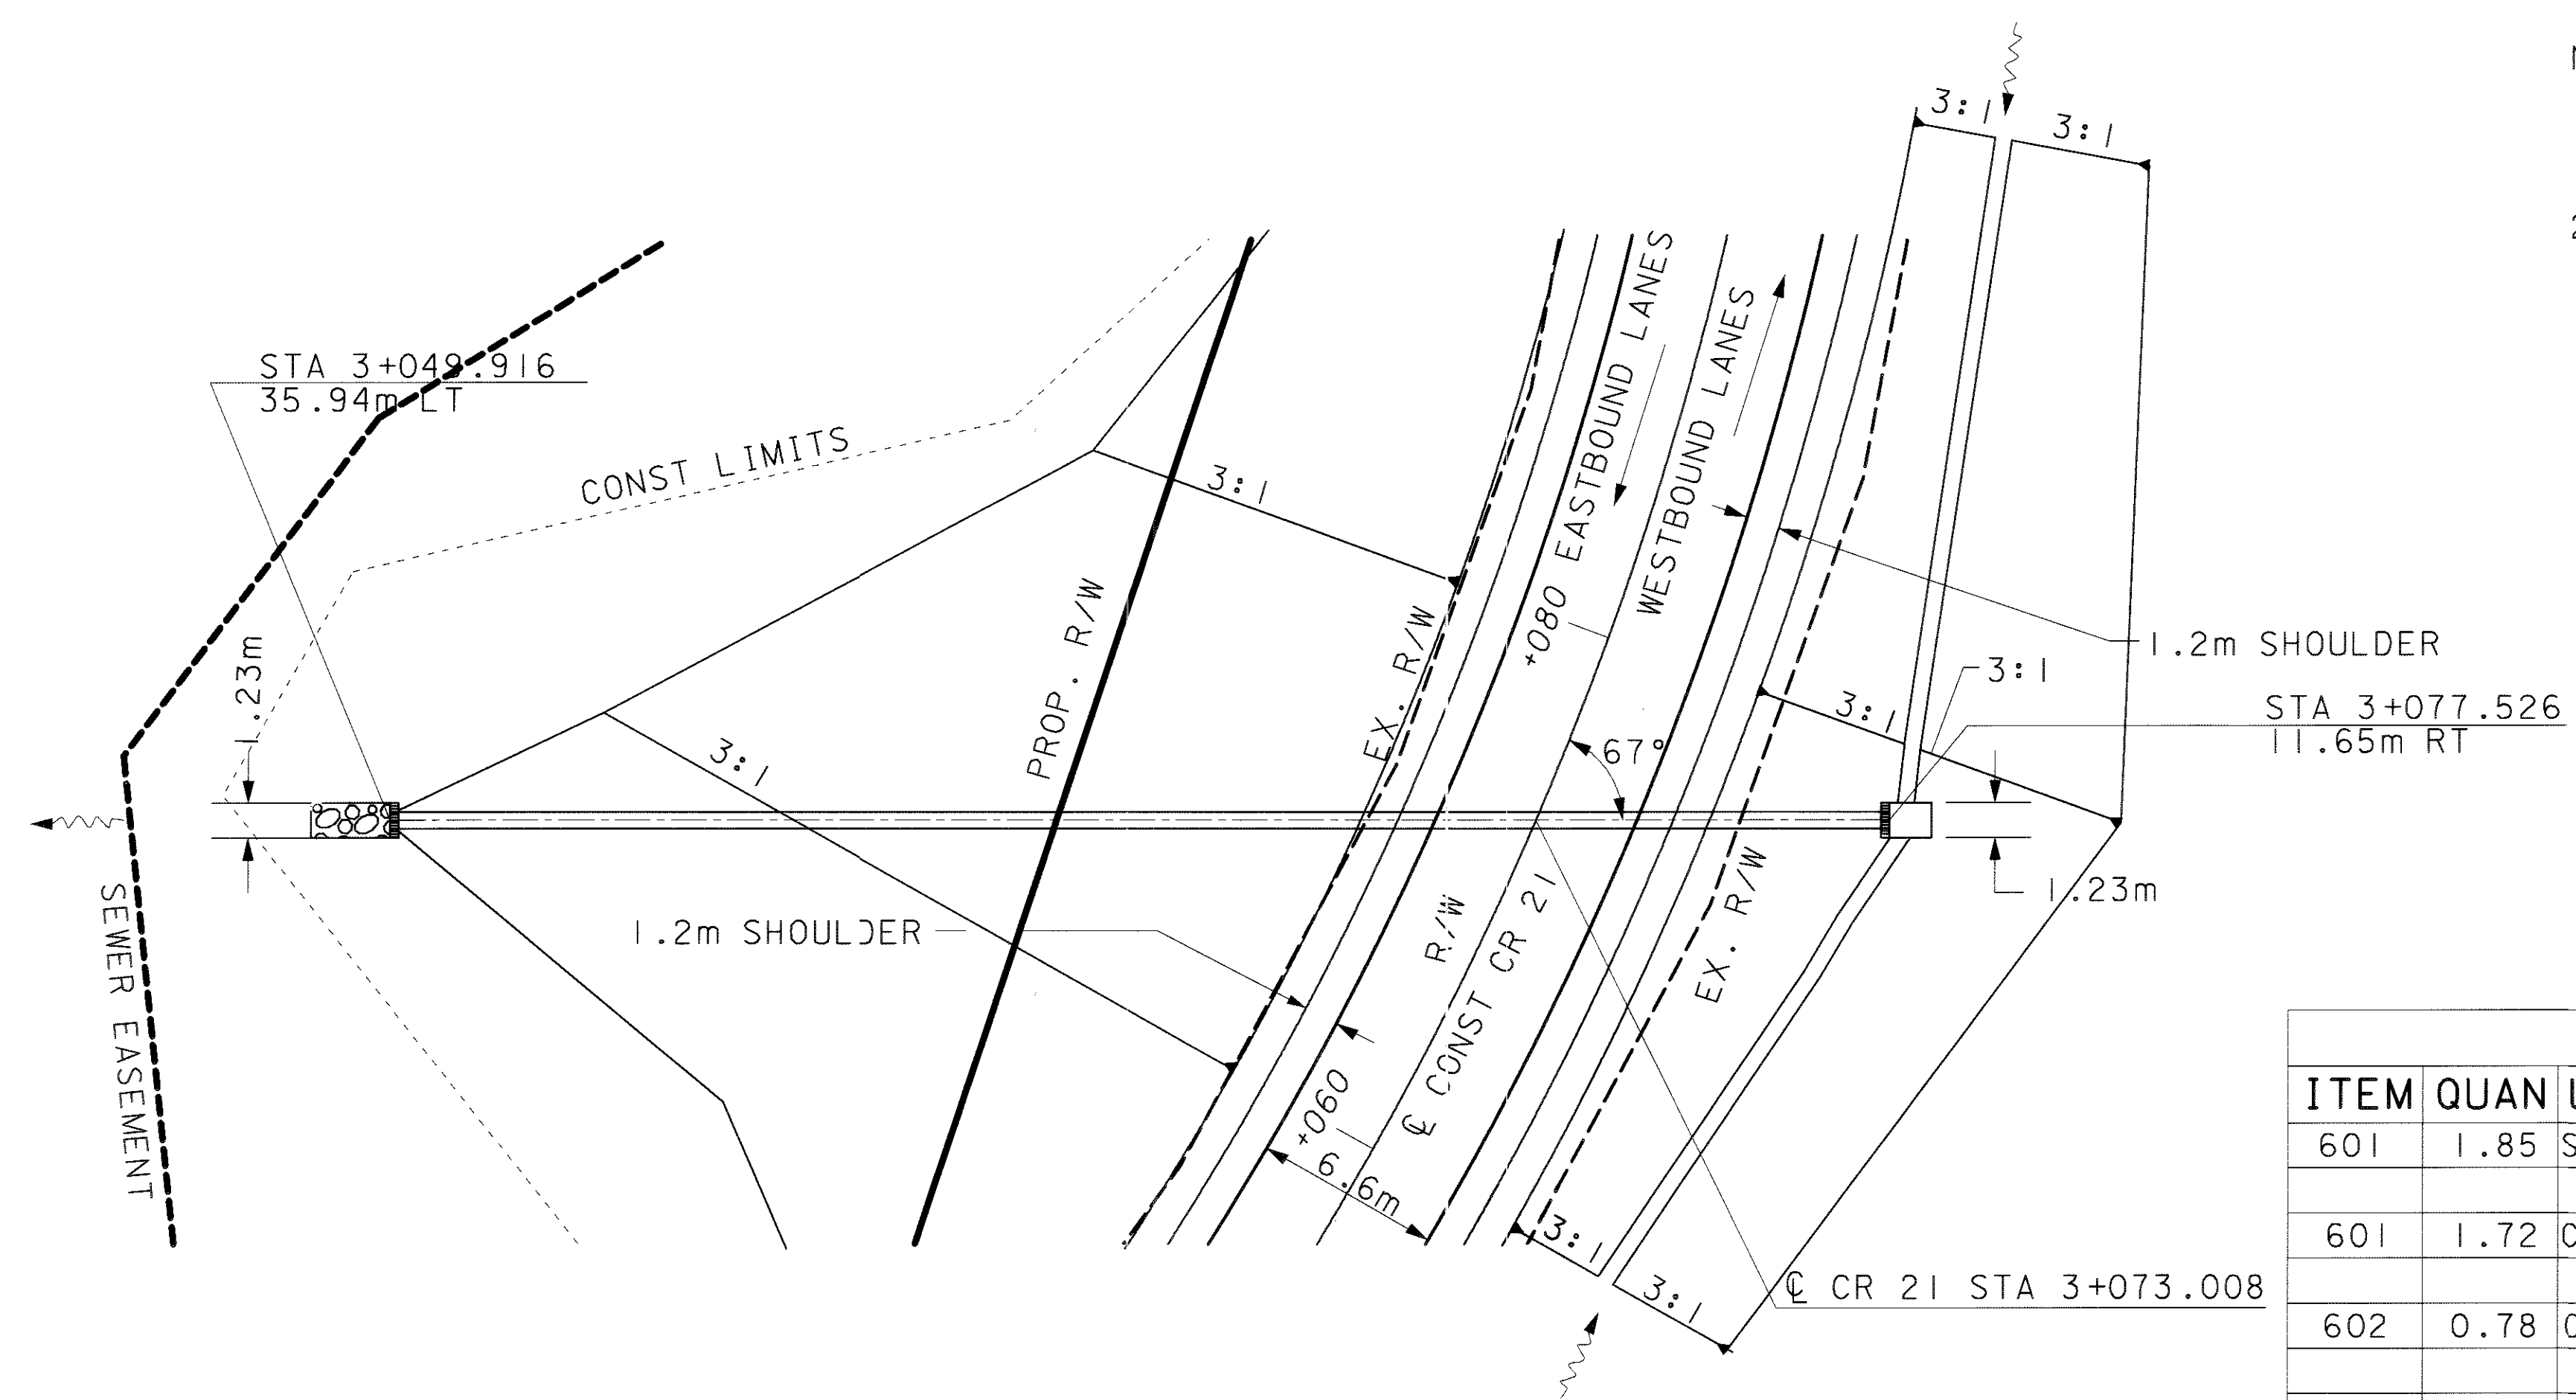 3:1
3:1
STA 3+049.916
35.94m LT
CONST LIMITS
3:1
+080 EASTBOUND LANES
WESTBOUND LANES
1.23m
PROP. R/W
EX. R/W
1.2m SHOULDER
3:1
3:1
STA 3+077.526
11.65m RT
3:1
67°
1.23m
SEWER EASEMENT
1.2m SHOULDER
R/W
EX. R/W
℄ CONST CR 21
+060
6.6m
3:1
3:1
℄ CR 21 STA 3+073.008
ITEM QUAN
601 1.85 S
601 1.72
602 0.78